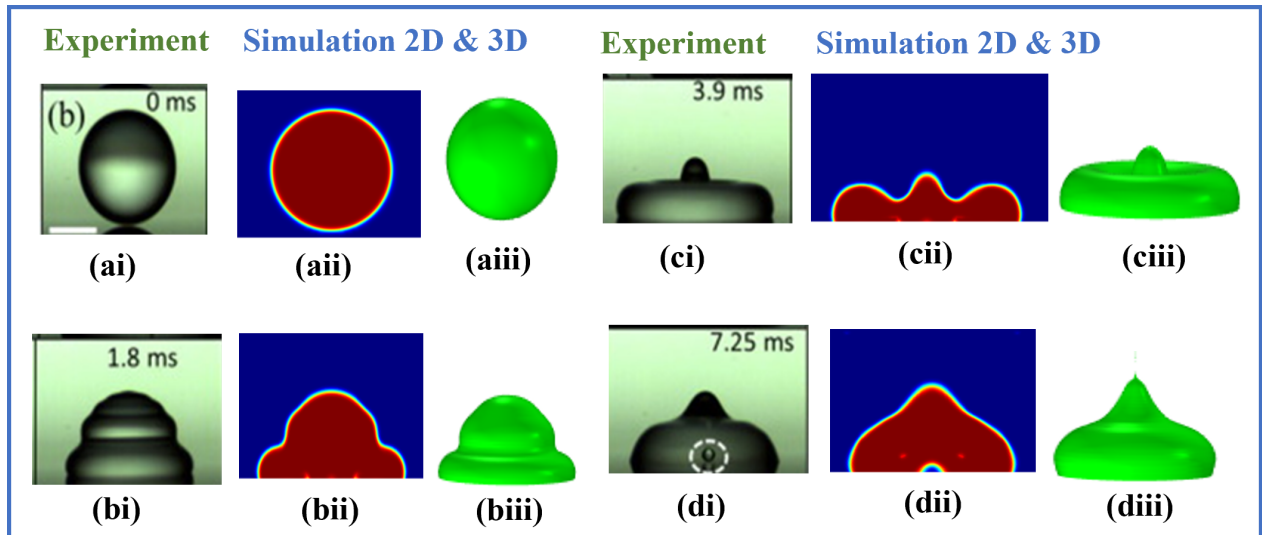 Experiment Simulation 2D & 3D Experiment Simulation 2D & 3D
(b) 0 ms 3.9 ms
(ai) (aii) (aiii) (ci) (cii) (ciii)
1.8 ms 7.25 ms
(bi) (bii) (biii) (di) (dii) (diii)